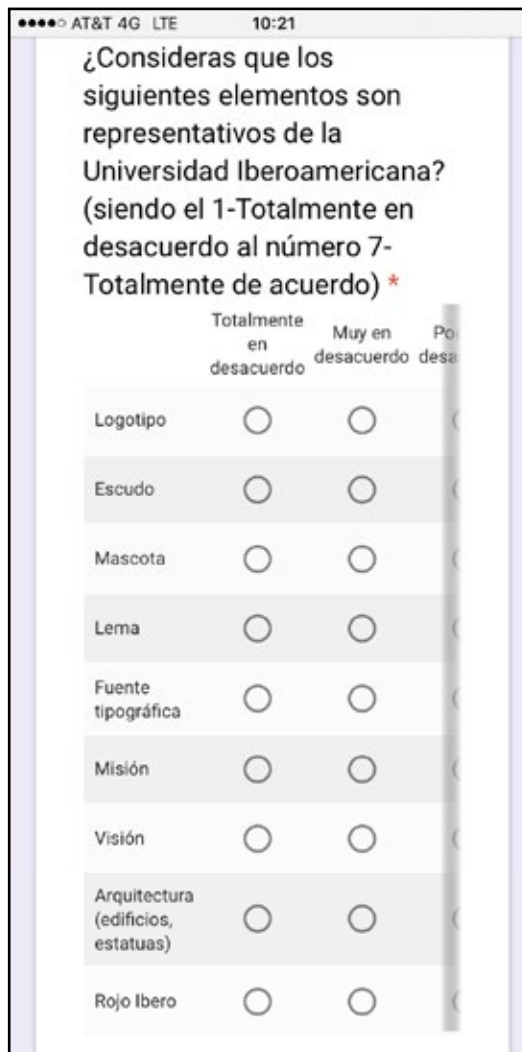 AT&T 4G LTE 10:21
¿Consideras que los
siguientes elementos son
representativos de la
Universidad Iberoamericana?
(siendo el 1-Totalmente en
desacuerdo al número 7-
Totalmente de acuerdo) *
Totalmente
en
desacuerdo
Muy en
desacuerdo
Logotipo
Escudo
Mascota
Lema
Fuente
tipográfica
Misión
Visión
Arquitectura
(edificios,
estatuas)
Rojo Ibero